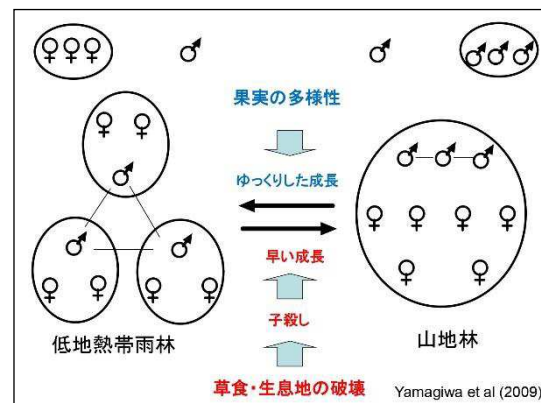 果実の多様性
ゆっくりした成長
早い成長
子殺し
草食・生息地の破壊
低地熱帯雨林
山地林
Yamagiwa et al (2009)